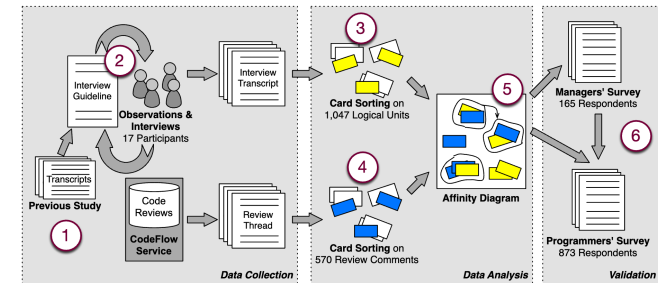 1
2
Interview
Guideline
Observations &
Interviews
17 Participants
Transcripts
Previous Study
Code
Reviews
CodeFlow
Service
Interview
Transcript
Review
Thread
Data Collection
3
Card Sorting on
1,047 Logical Units
4
Card Sorting on
570 Review Comments
5
Affinity Diagram
Data Analysis
Managers' Survey
165 Respondents
6
Programmers' Survey
873 Respondents
Validation